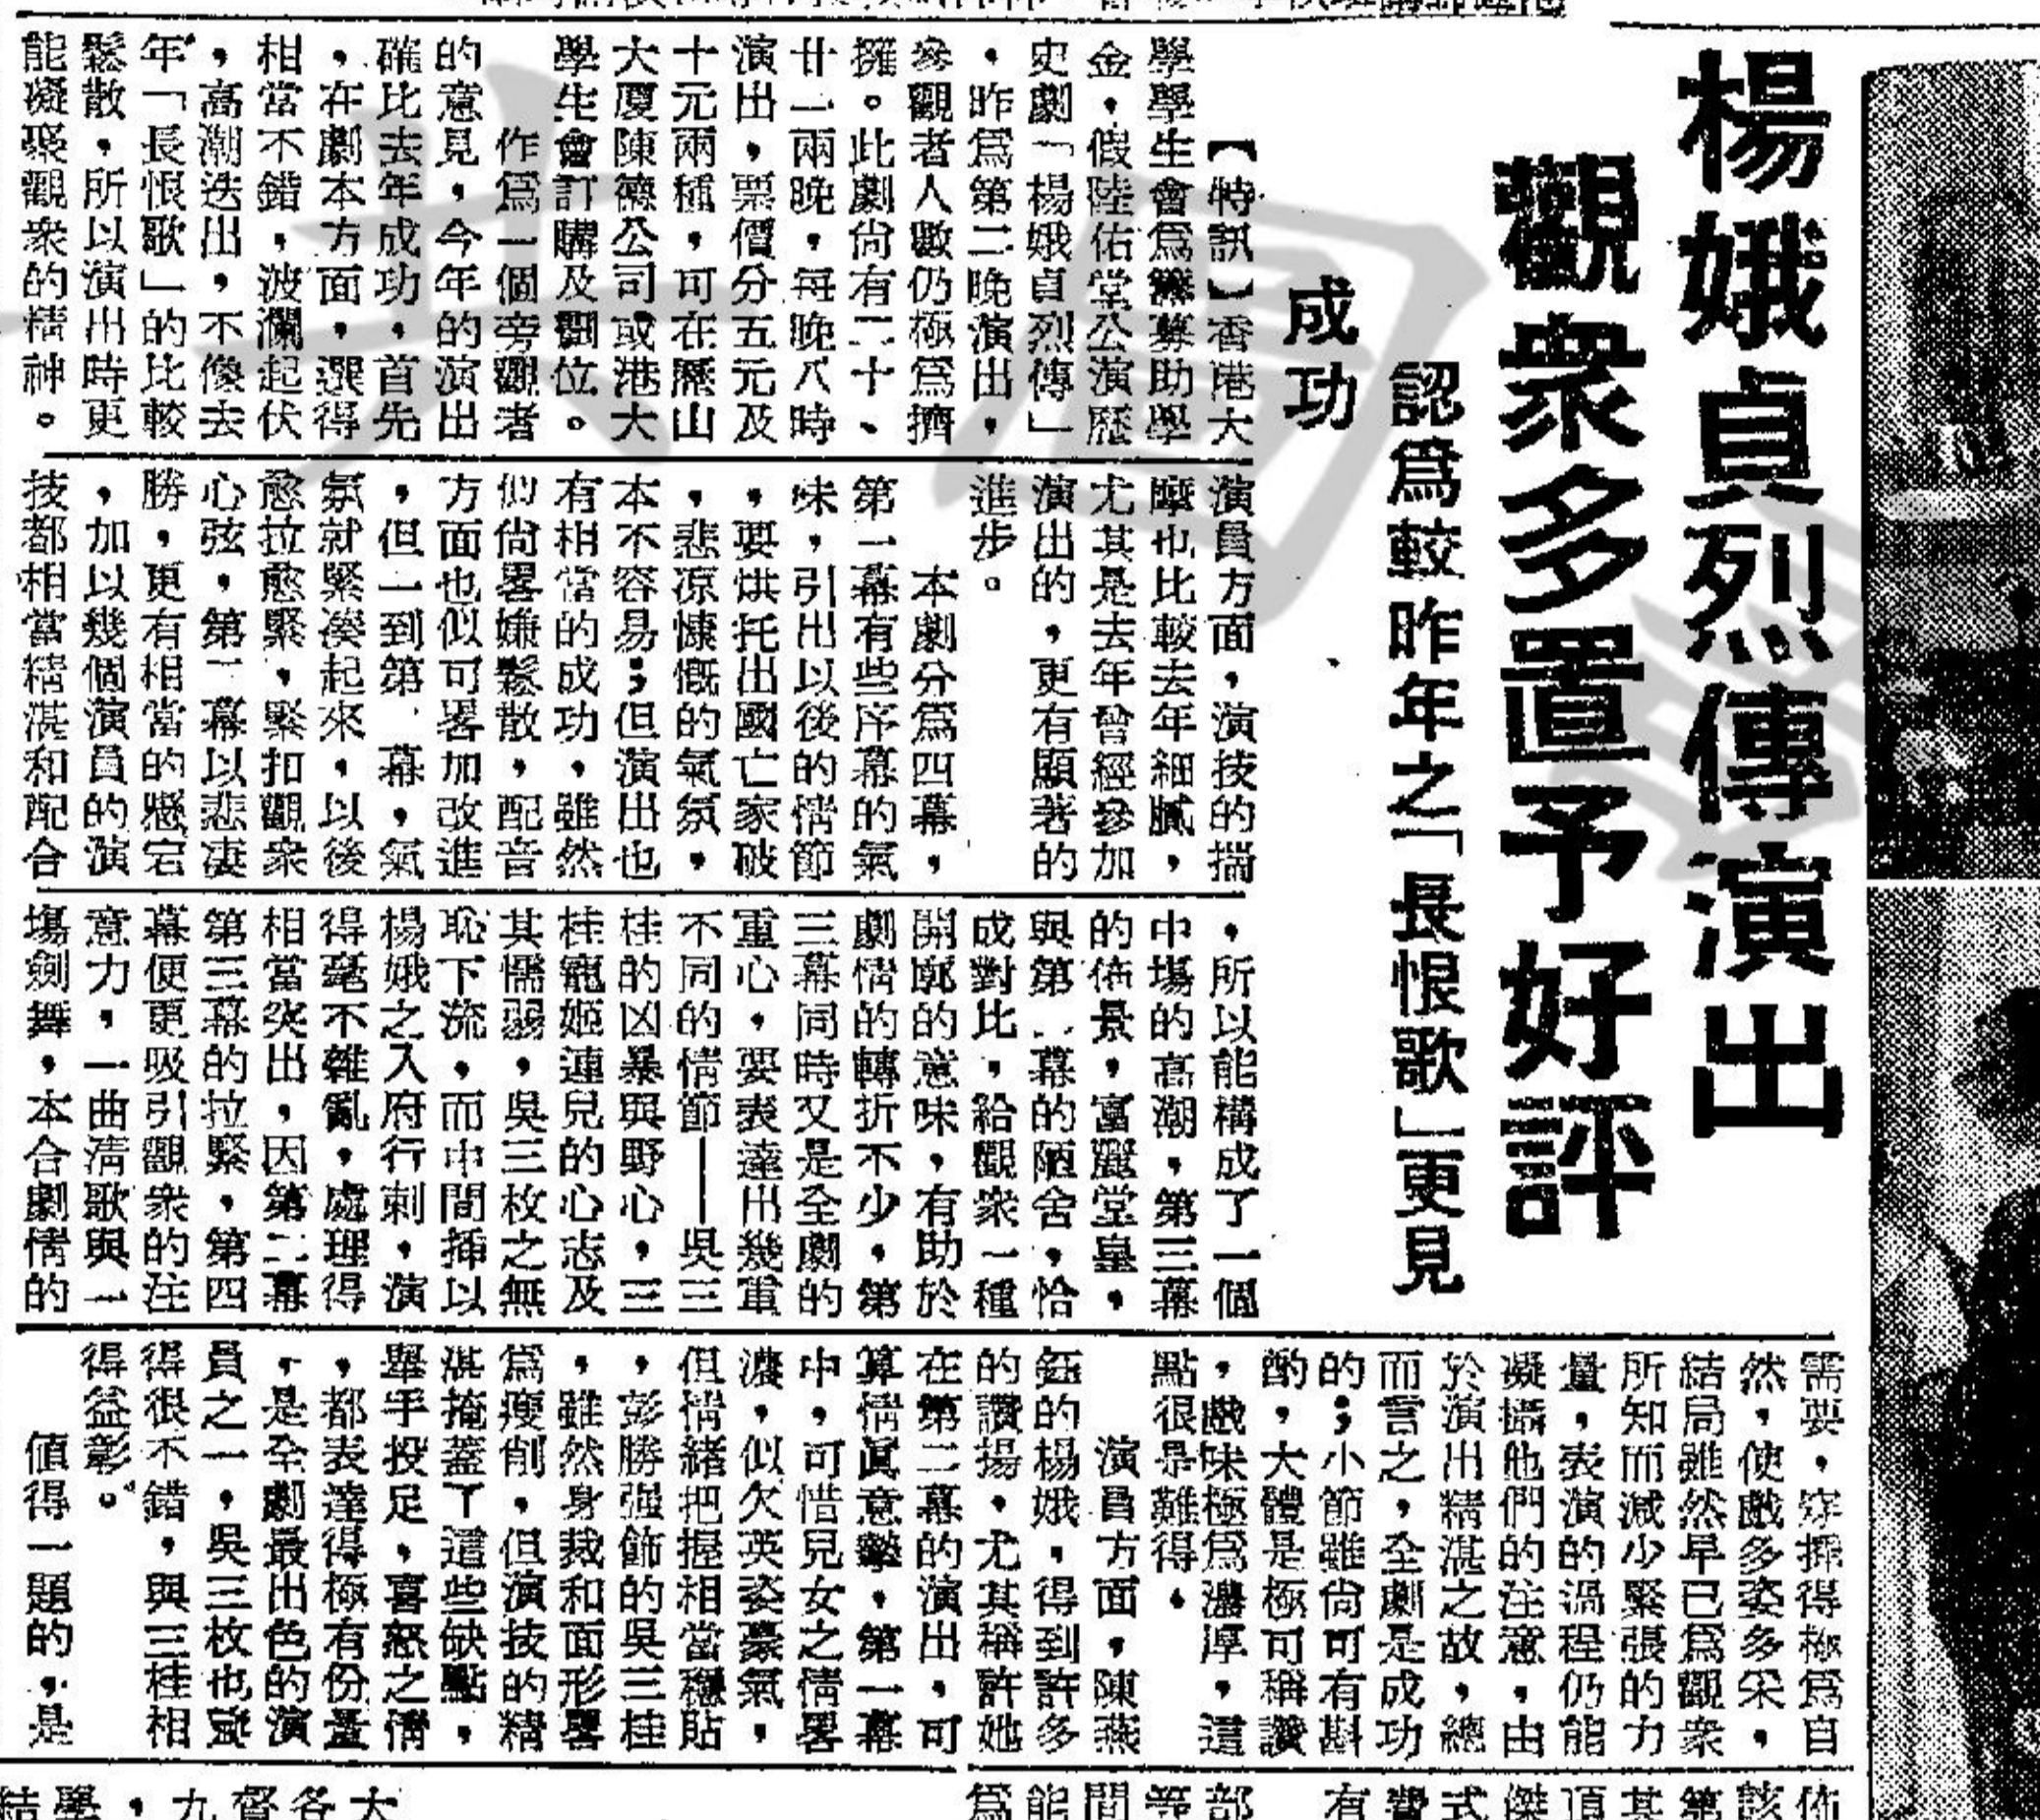 楊娥貞烈傳演出
觀衆多置予好評
認爲較昨年之「長恨歌」更見
成功
【特訊】香港大
學學生會爲籌募助學
金，假陸佑堂公演歷
史劇「楊娥貞烈傳」
，昨爲第二晚演出，
參觀者人數仍極爲擠
擁。此劇尙有二十、
廿一兩晚，每晚八時
演出，票價分五元及
十元兩種，可在歷山
大厦陳德公司或港大
學生會訂購及劃位。
作爲一個旁觀者
的意見，今年的演出
確比去年成功，首先
，在劇本方面，選得
相當不錯，波瀾起伏
，高潮迭出，不像去
年「長恨歌」的比較
鬆散，所以演出時更
能凝聚觀衆的精神。
演員方面，演技的揣
摩也比較去年細膩，
尤其是去年曾經參加
演出的，更有顯著的
進步。
本劇分爲四幕，
第一幕有些序幕的氣
味，引出以後的情節
，要烘托出國亡家破
，悲凉慷慨的氣氛，
本不容易；但演出也
有相當的成功，雖然
似尙畧嫌鬆散，配音
方面也似可畧加改進
，但一到第幕，氣
氛就緊湊起來，以後
愈拉愈緊，緊扣觀衆
心弦，第二幕以悲凄
勝，更有相當的懸宕
，加以幾個演員的演
技都相當精湛和配合
，所以能構成了一個
中塲的高潮，第三幕
的佈景，富麗堂皇，
與第幕的陋舍，恰
成對比，給觀衆一種
開廓的意味，有助於
劇情的轉折不少，第
三幕同時又是全劇的
重心，要表達出幾重
不同的情節——吳三
桂的凶暴與野心，三
桂寵姬連兒的心志及
其懦弱，吳三枚之無
恥下流，而中間插以
楊娥之入府行刺，演
得毫不雜亂，處理得
相當突出，因第二幕
第三幕的拉緊，第四
幕便更吸引觀衆的注
意力，一曲清歌與一
塲劍舞，本合劇情的
需要，穿揷得極爲自
然，使戲多姿多采，
結局雖然早已爲觀衆
所知而減少緊張的力
量，表演的過程仍能
凝攝他們的注意，由
於演出精湛之故，總
而言之，全劇是成功
的；小節雖尙可有斟
酌，大體是極可稱讚
，戲味極爲濃厚，這
點很是難得。
演員方面，陳燕
鈺的楊娥，得到許多
的讚揚，尤其稱許她
在第二幕的演出，可
算情眞意摯，第一幕
中，可惜兒女之情畧
濃，似欠英姿豪氣，
但情緒把握相當穩貼
，彭勝强飾的吳三桂
，雖然身裁和面形畧
爲瘦削，但演技的精
湛掩蓋了這些缺點，
舉手投足，喜怒之情
，都表達得極有份量
，是全劇最出色的演
員之一，吳三枚也演
得很不錯，與三桂相
得益彰。
値得一題的，是